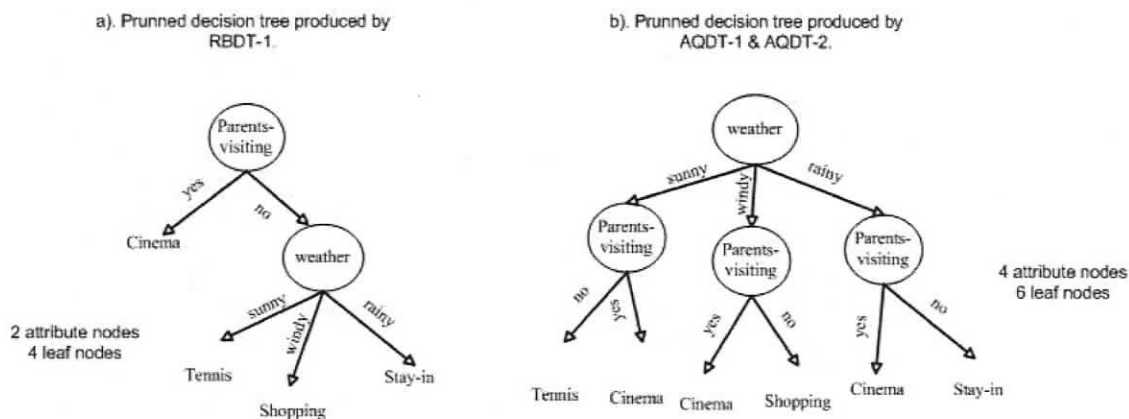 a). Prunned decision tree produced by
RBDT-1.
Parents-
visiting
yes
no
Cinema
weather
sunny
windy
rainy
2 attribute nodes
4 leaf nodes
Tennis
Shopping
Stay-in
b). Prunned decision tree produced by
AQDT-1 & AQDT-2.
weather
sunny
windy
rainy
Parents-
visiting
Parents-
visiting
Parents-
visiting
no
yes
yes
no
yes
no
Tennis
Cinema
Cinema
Shopping
Cinema
Stay-in
4 attribute nodes
6 leaf nodes